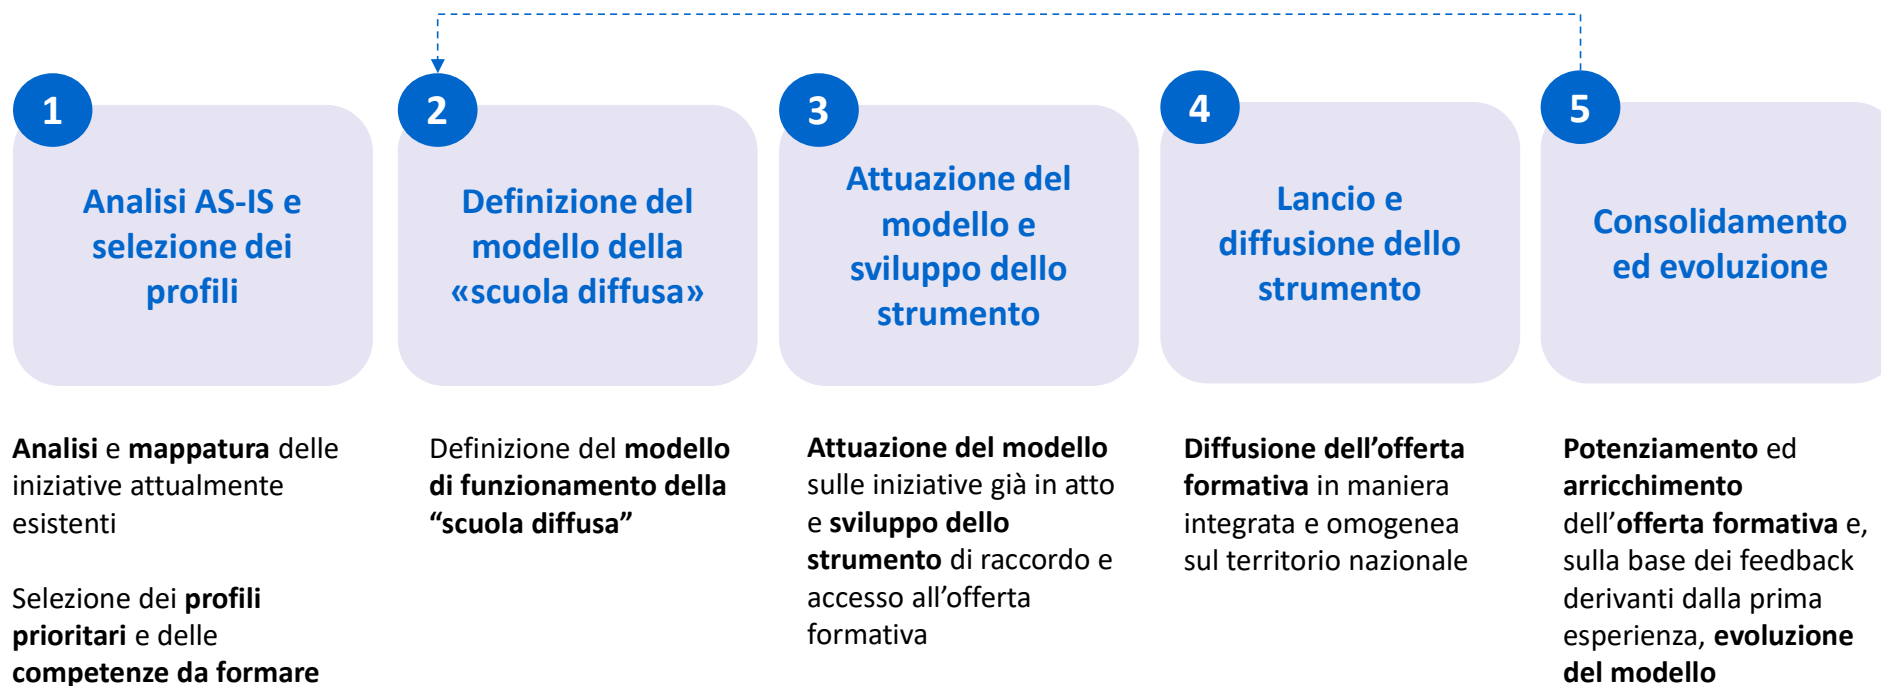 1
Analisi AS-IS e
selezione dei
profili
Analisi e mappatura delle
iniziative attualmente
esistenti
Selezione dei profili
prioritari e delle
competenze da formare
2
Definizione del
modello della
«scuola diffusa»
Definizione del modello
di funzionamento della
“scuola diffusa”
3
Attuazione del
modello e
sviluppo dello
strumento
Attuazione del modello
sulle iniziative già in atto
e sviluppo dello
strumento di raccordo e
accesso all’offerta
formativa
4
Lancio e
diffusione dello
strumento
Diffusione dell’offerta
formativa in maniera
integrata e omogenea
sul territorio nazionale
5
Consolidamento
ed evoluzione
Potenziamento ed
arricchimento
dell’offerta formativa e,
sulla base dei feedback
derivanti dalla prima
esperienza, evoluzione
del modello